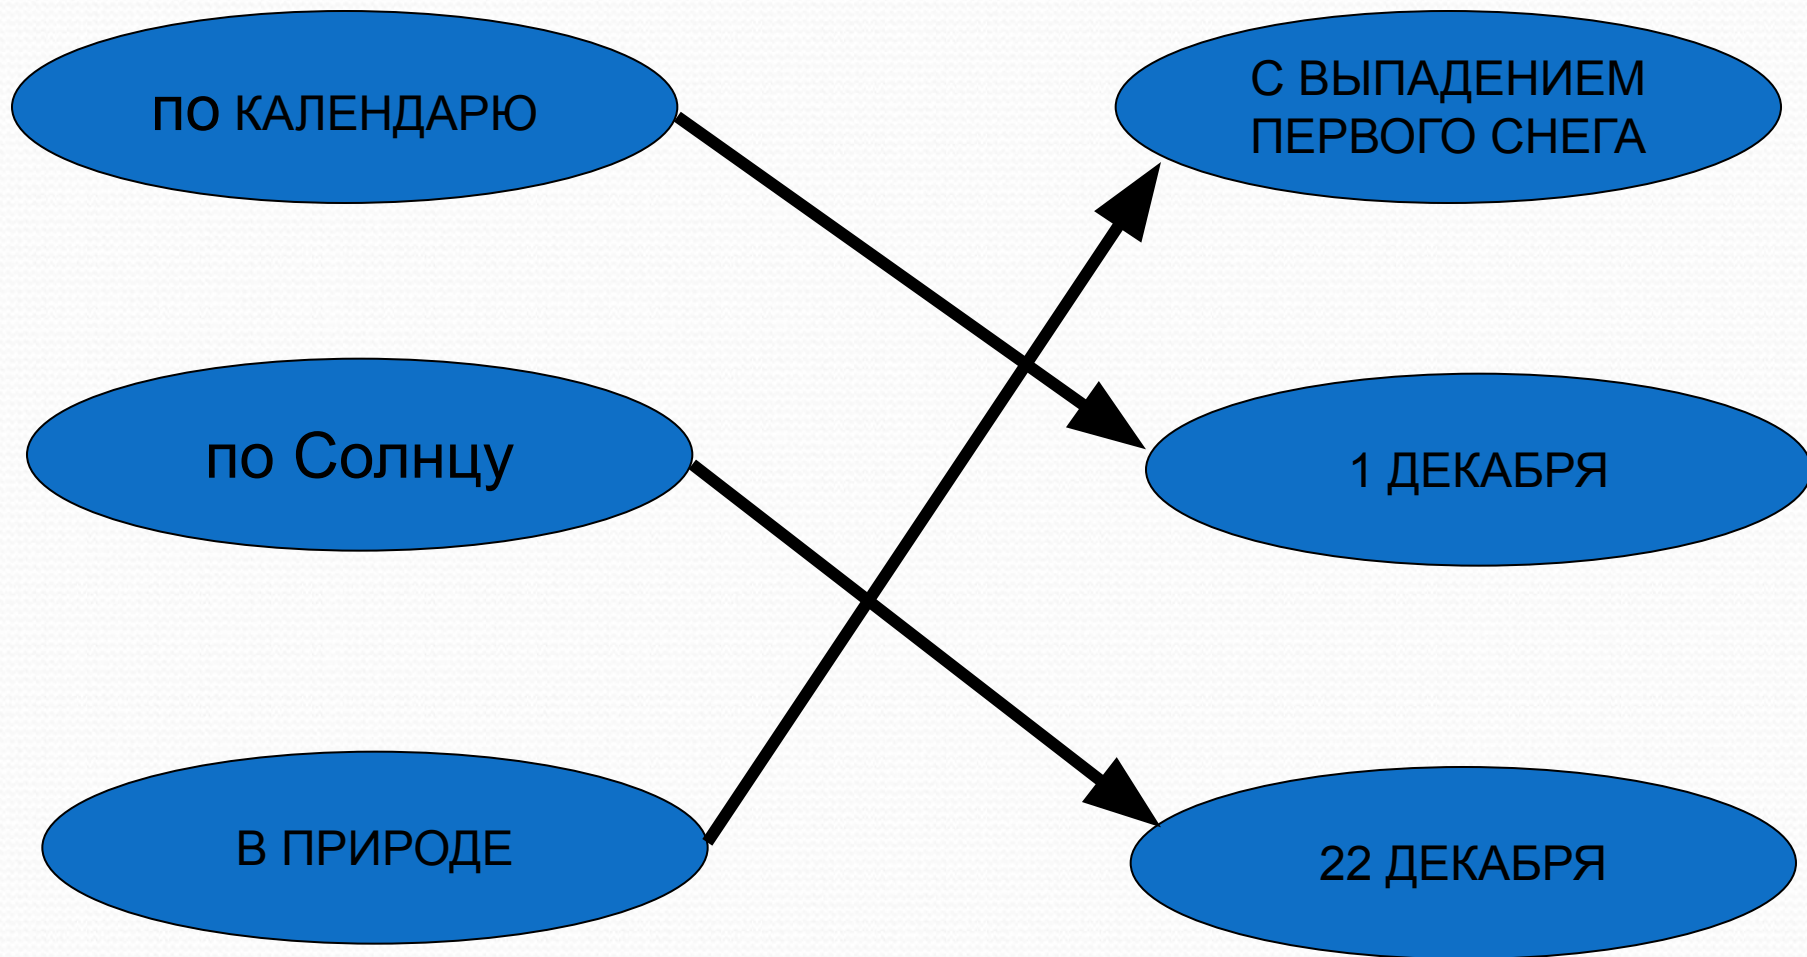 ПО КАЛЕНДАРЮ
С ВЫПАДЕНИЕМ
ПЕРВОГО СНЕГА
по Солнцу
1 ДЕКАБРЯ
В ПРИРОДЕ
22 ДЕКАБРЯ